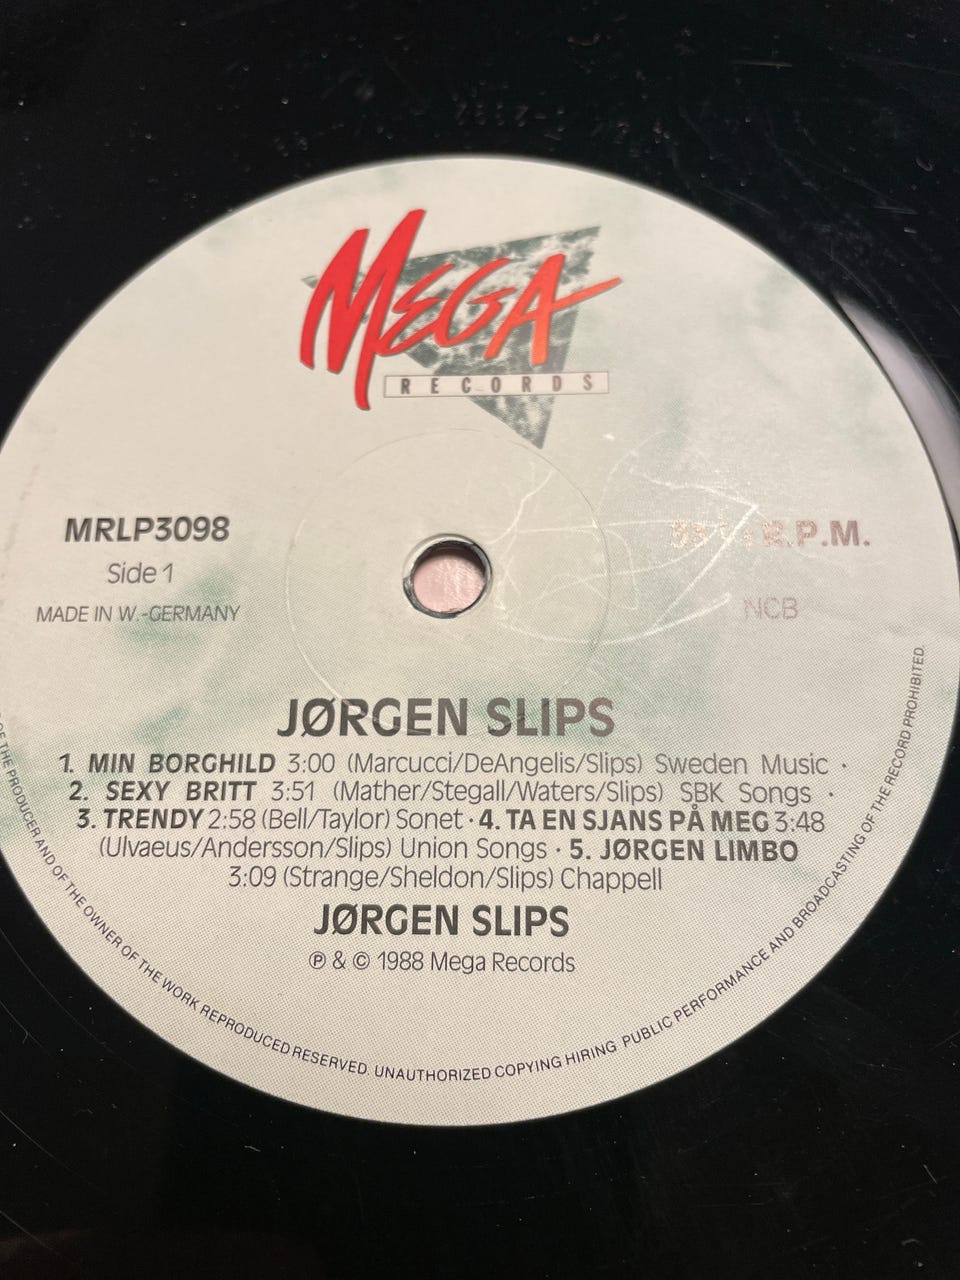 MEGA
RECORDS
MRLP3098
Side 1
MADE IN W.-GERMANY
R.P.M.
NCB
JØRGEN SLIPS
1. MIN BORGHILD 3:00 (Marcucci/DeAngelis/Slips) Sweden Music ·
2. SEXY BRITT 3:51 (Mather/Stegall/Waters/Slips) SBK Songs ·
3. TRENDY 2:58 (Bell/Taylor) Sonet · 4. TA EN SJANS PÅ MEG 3:48
(Ulvaeus/Andersson/Slips) Union Songs · 5. JØRGEN LIMBO
3:09 (Strange/Sheldon/Slips) Chappell
JØRGEN SLIPS
℗ & © 1988 Mega Records
OF THE PRODUCER AND OF THE OWNER OF THE WORK REPRODUCED RESERVED. UNAUTHORIZED COPYING HIRING PUBLIC PERFORMANCE AND BROADCASTING OF THE RECORD PROHIBITED.